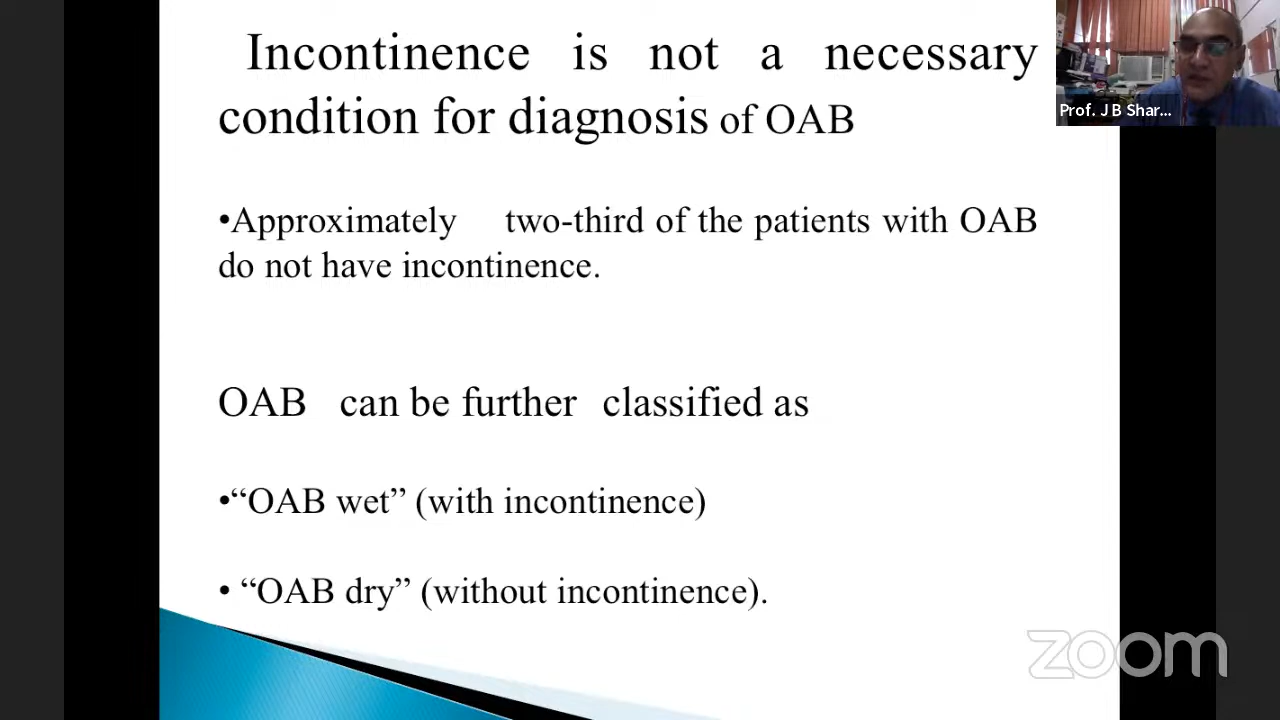 Incontinence is not a necessary
condition for diagnosis of OAB
•Approximately two-third of the patients with OAB
do not have incontinence.
OAB can be further classified as
•“OAB wet” (with incontinence)
• “OAB dry” (without incontinence).
Prof. J B Shar...
zoom